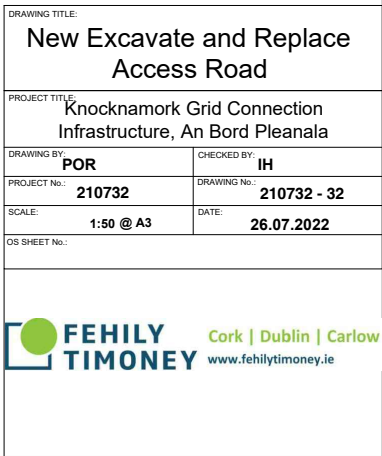 DRAWING TITLE:
New Excavate and Replace
Access Road
PROJECT TITLE:
Knocknamork Grid Connection
Infrastructure, An Bord Pleanala
DRAWING BY:
POR
CHECKED BY:
IH
PROJECT No.:
210732
DRAWING No.:
210732 - 32
SCALE:
1:50 @ A3
DATE:
26.07.2022
OS SHEET No.:
FEHILY
TIMONEY
Cork | Dublin | Carlow
www.fehilytimoney.ie